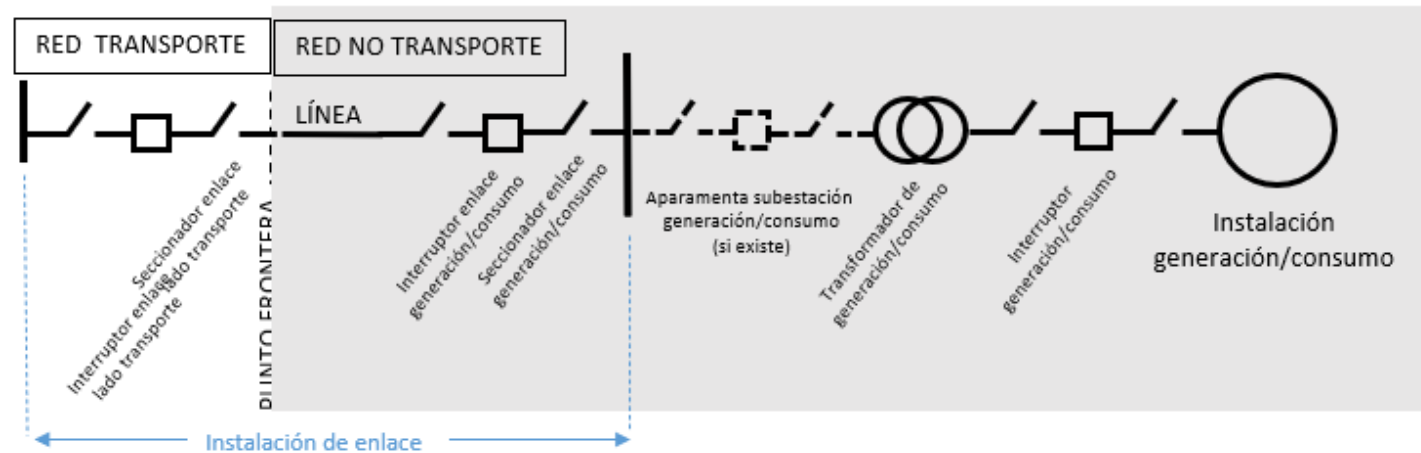 RED TRANSPORTE
RED NO TRANSPORTE
LÍNEA
Seccionador enlace
lado transporte
Interruptor enlace
lado transporte
PUNTO FRONTERA
Interruptor enlace
generación/consumo
Seccionador enlace
generación/consumo
Aparamenta subestación
generación/consumo
(si existe)
Transformador de
generación/consumo
Interruptor
generación/consumo
Instalación
generación/consumo
Instalación de enlace